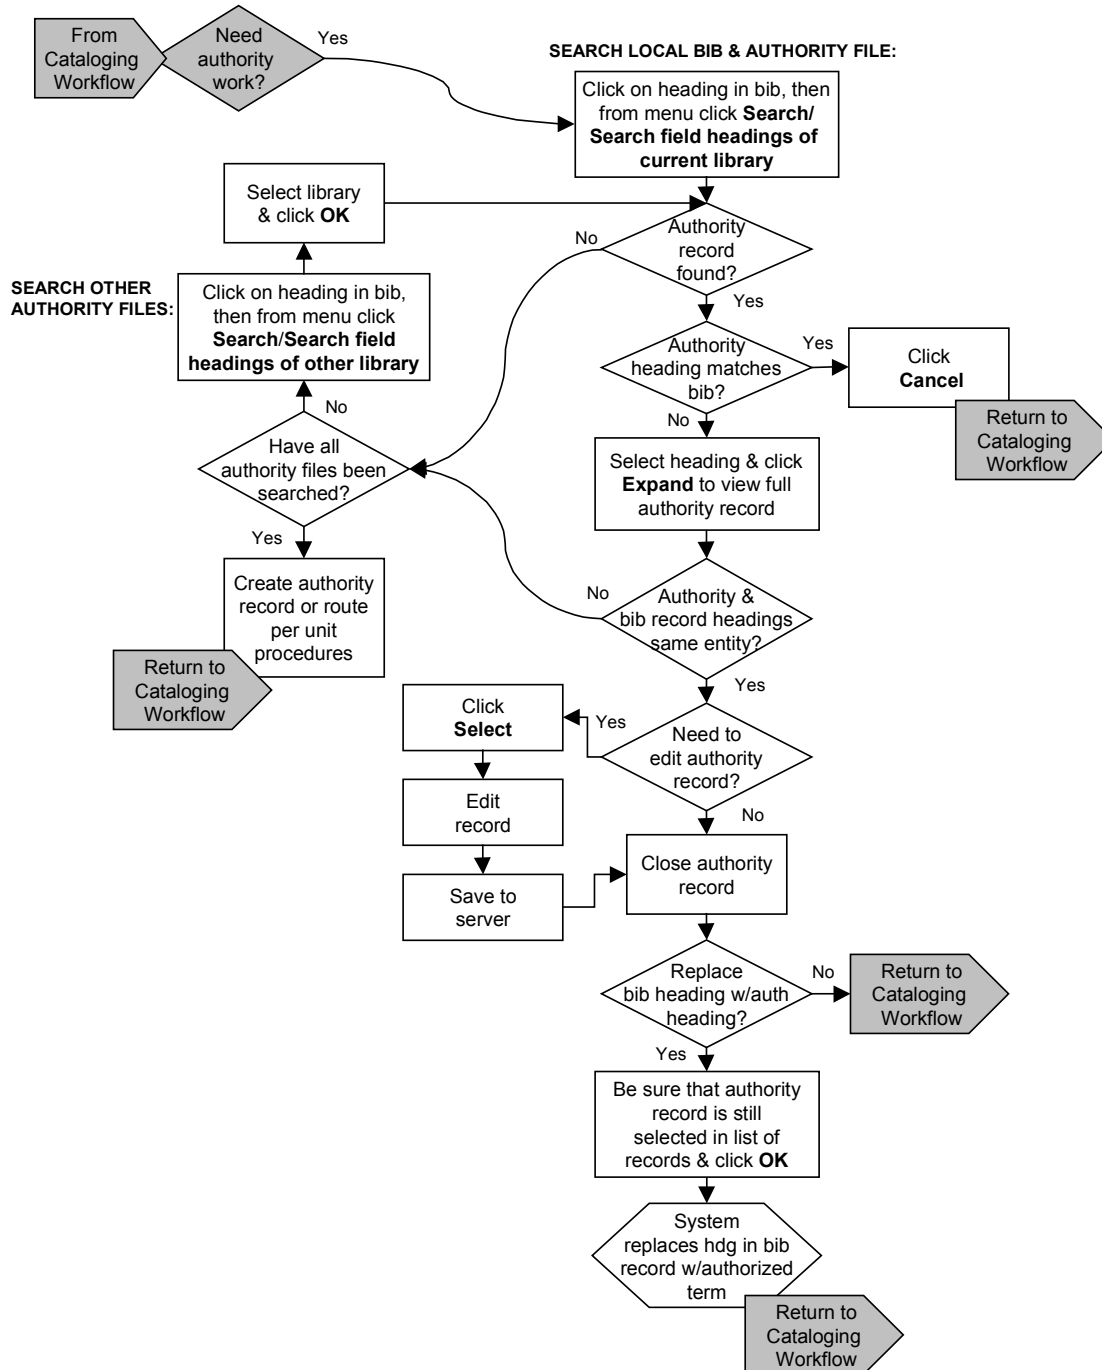 From
Cataloging
Workflow
Need
authority
work?
Yes
SEARCH LOCAL BIB & AUTHORITY FILE:
Click on heading in bib, then
from menu click Search/
Search field headings of
current library
Select library
& click OK
No
Authority
record
found?
Yes
SEARCH OTHER
AUTHORITY FILES:
Click on heading in bib,
then from menu click
Search/Search field
headings of other library
Authority
heading matches
bib?
Yes
Click
Cancel
Return to
Cataloging
Workflow
No
No
Have all
authority files been
searched?
Select heading & click
Expand to view full
authority record
Yes
Create authority
record or route
per unit
procedures
Return to
Cataloging
Workflow
No
Authority &
bib record headings
same entity?
Yes
Click
Select
Yes
Need to
edit authority
record?
Edit
record
No
Save to
server
Close authority
record
Replace
bib heading w/auth
heading?
No
Return to
Cataloging
Workflow
Yes
Be sure that authority
record is still
selected in list of
records & click OK
System
replaces hdg in bib
record w/authorized
term
Return to
Cataloging
Workflow